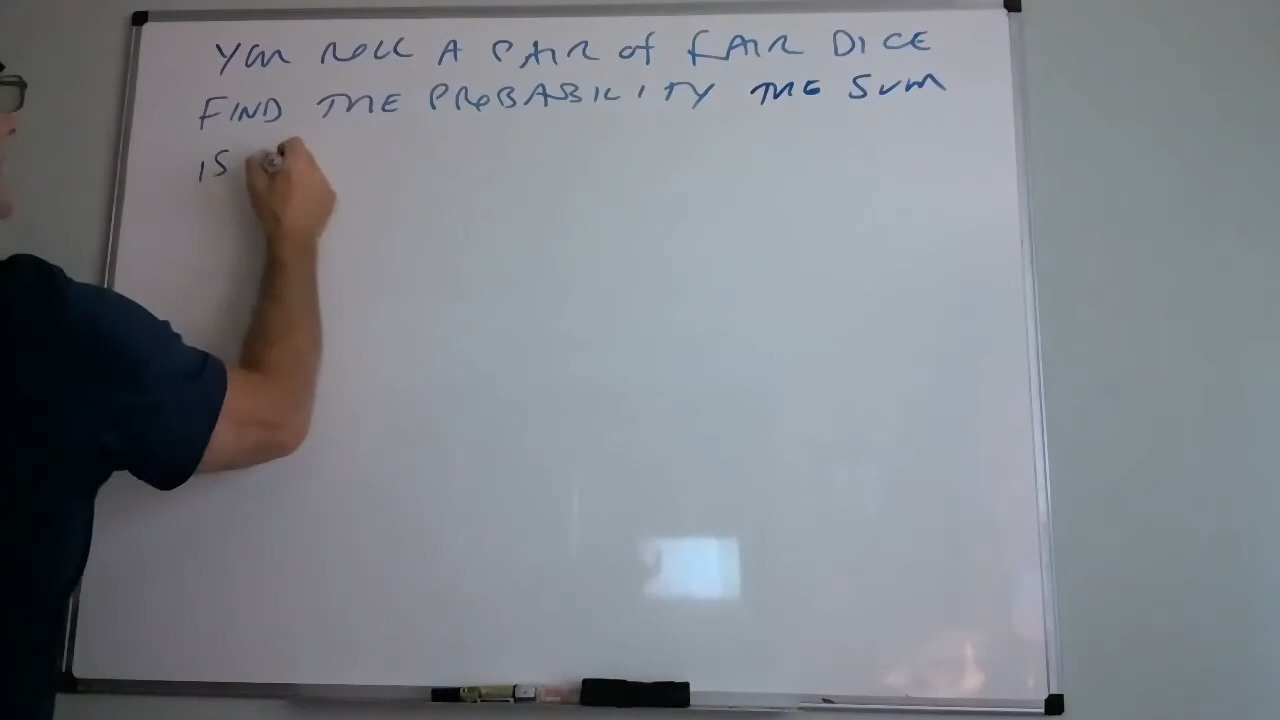 YOU ROLL A PAIR OF FAIR DICE
FIND THE PROBABILITY THE SUM
IS